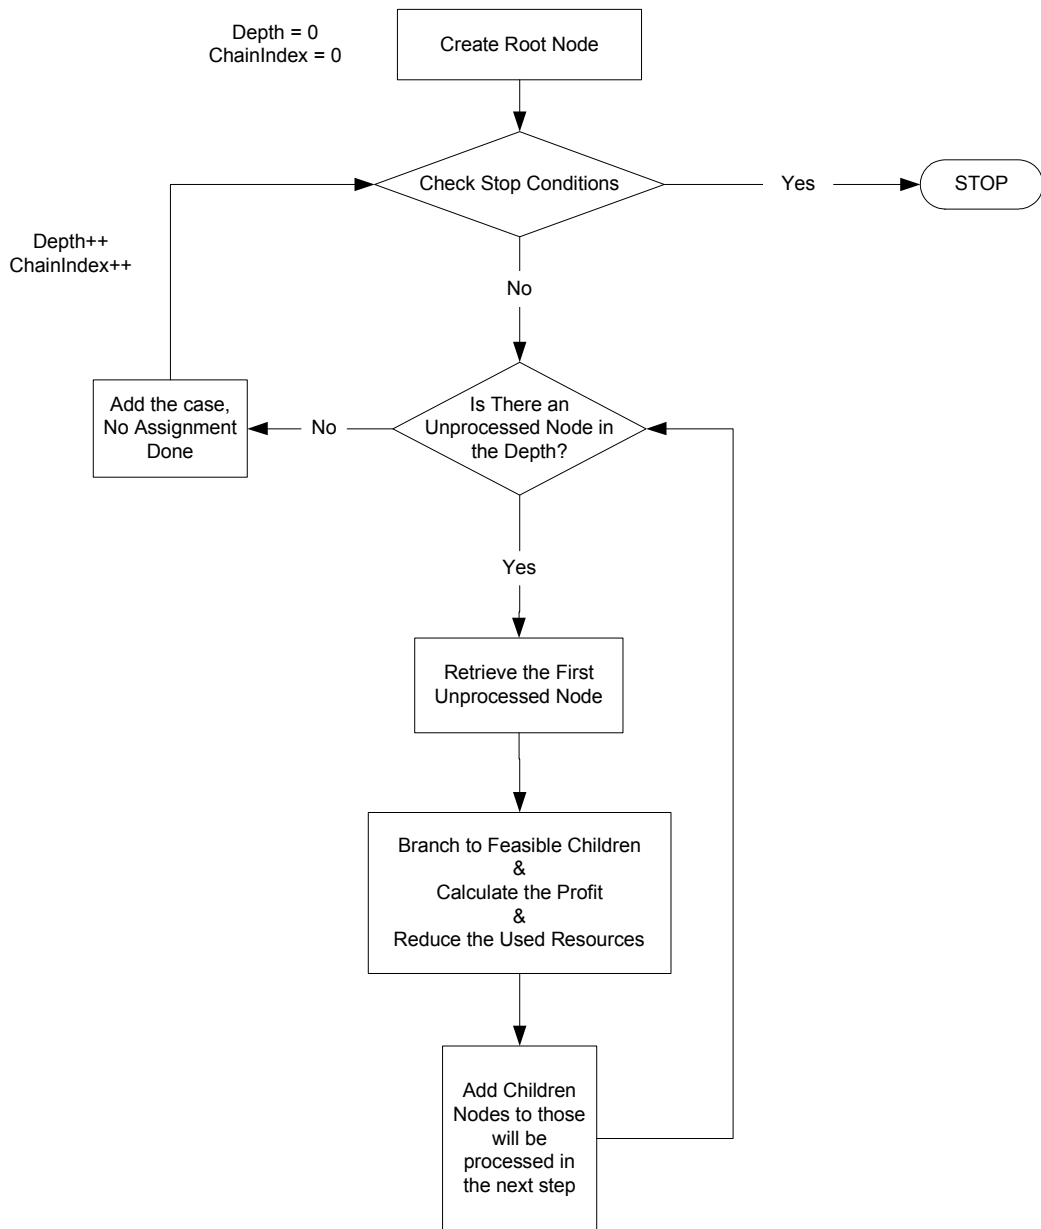 Depth = 0
ChainIndex = 0
Create Root Node
Check Stop Conditions
Yes
STOP
Depth++
ChainIndex++
No
Add the case,
No Assignment
Done
No
Is There an
Unprocessed Node in
the Depth?
Yes
Retrieve the First
Unprocessed Node
Branch to Feasible Children
&
Calculate the Profit
&
Reduce the Used Resources
Add Children
Nodes to those
will be
processed in
the next step